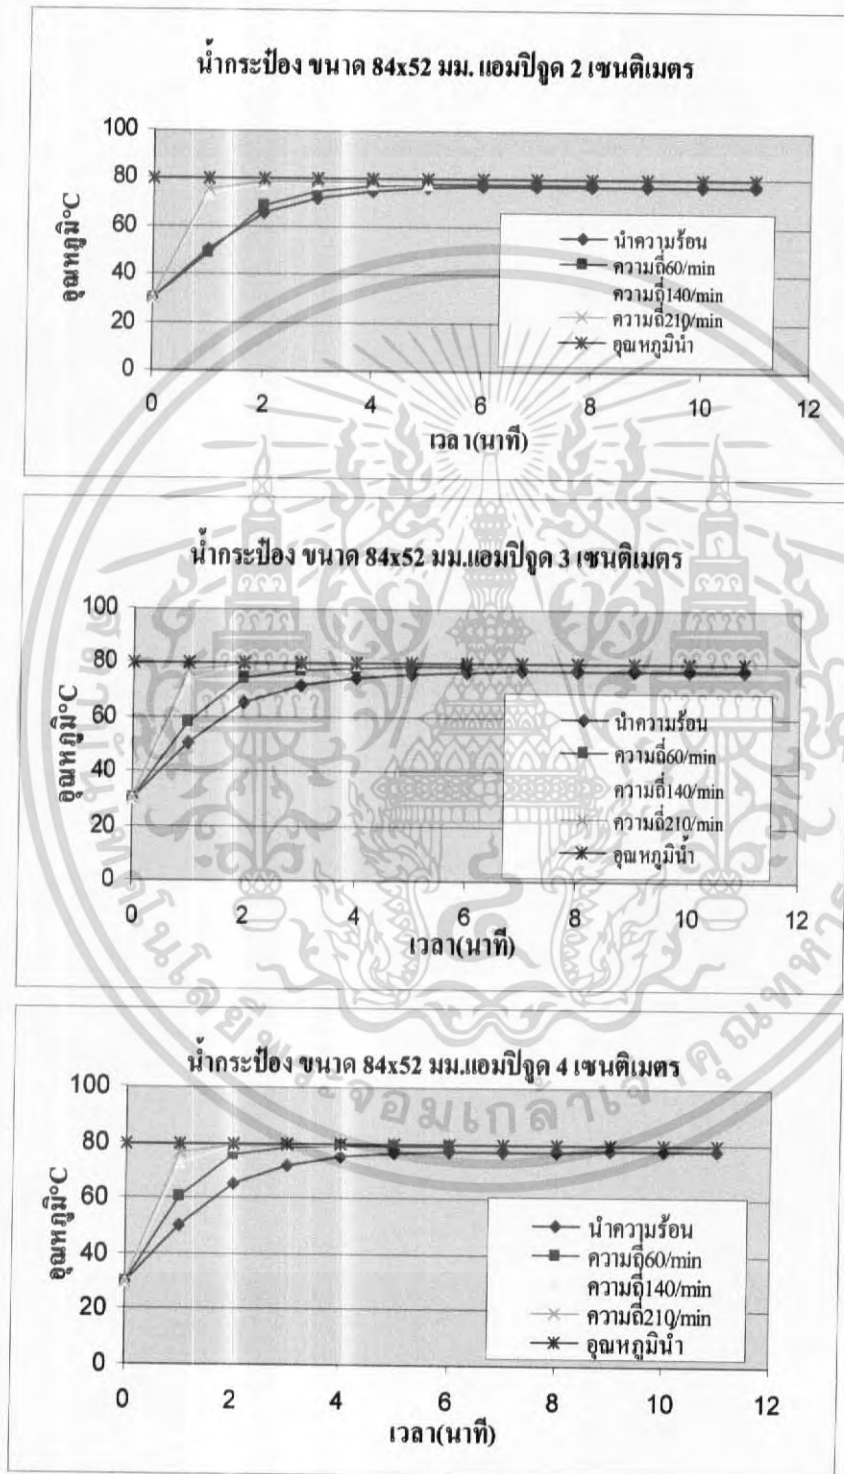 น้ำกระป๋อง ขนาด 84x52 มม. แอมปิจูด 2 เซนติเมตร
อุณหภูมิ°C
100
80
60
40
20
0
0 2 4 6 8 10 12
เวลา(นาที)
นำความร้อน
ความถี่60/min
ความถี่140/min
ความถี่210/min
อุณหภูมิน้ำ
น้ำกระป๋อง ขนาด 84x52 มม.แอมปิจูด 3 เซนติเมตร
อุณหภูมิ°C
100
80
60
40
20
0
0 2 4 6 8 10 12
เวลา(นาที)
นำความร้อน
ความถี่60/min
ความถี่140/min
ความถี่210/min
อุณหภูมิน้ำ
น้ำกระป๋อง ขนาด 84x52 มม.แอมปิจูด 4 เซนติเมตร
อุณหภูมิ°C
100
80
60
40
20
0
0 2 4 6 8 10 12
เวลา(นาที)
นำความร้อน
ความถี่60/min
ความถี่140/min
ความถี่210/min
อุณหภูมิน้ำ